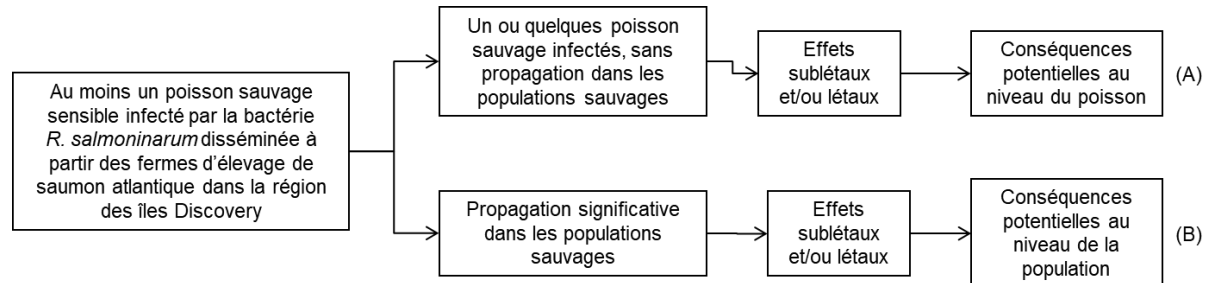 Au moins un poisson sauvage
sensible infecté par la bactérie
R. salmoninarum disséminée à
partir des fermes d’élevage de
saumon atlantique dans la région
des îles Discovery
Un ou quelques poisson
sauvage infectés, sans
propagation dans les
populations sauvages
Effets
sublétaux
et/ou létaux
Conséquences
potentielles au
niveau du poisson
(A)
Propagation significative
dans les populations
sauvages
Effets
sublétaux
et/ou létaux
Conséquences
potentielles au
niveau de la
population
(B)